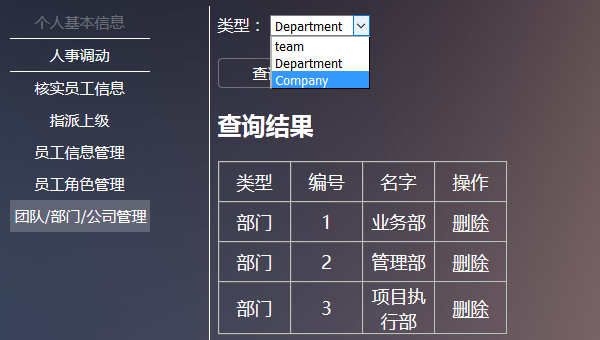 个人基本信息
人事调动
核实员工信息
指派上级
员工信息管理
员工角色管理
团队/部门/公司管理
类型： Department
team
Department
Company
查询结果
类型 编号 名字 操作
部门 1 业务部 删除
部门 2 管理部 删除
部门 3 项目执
行部 删除